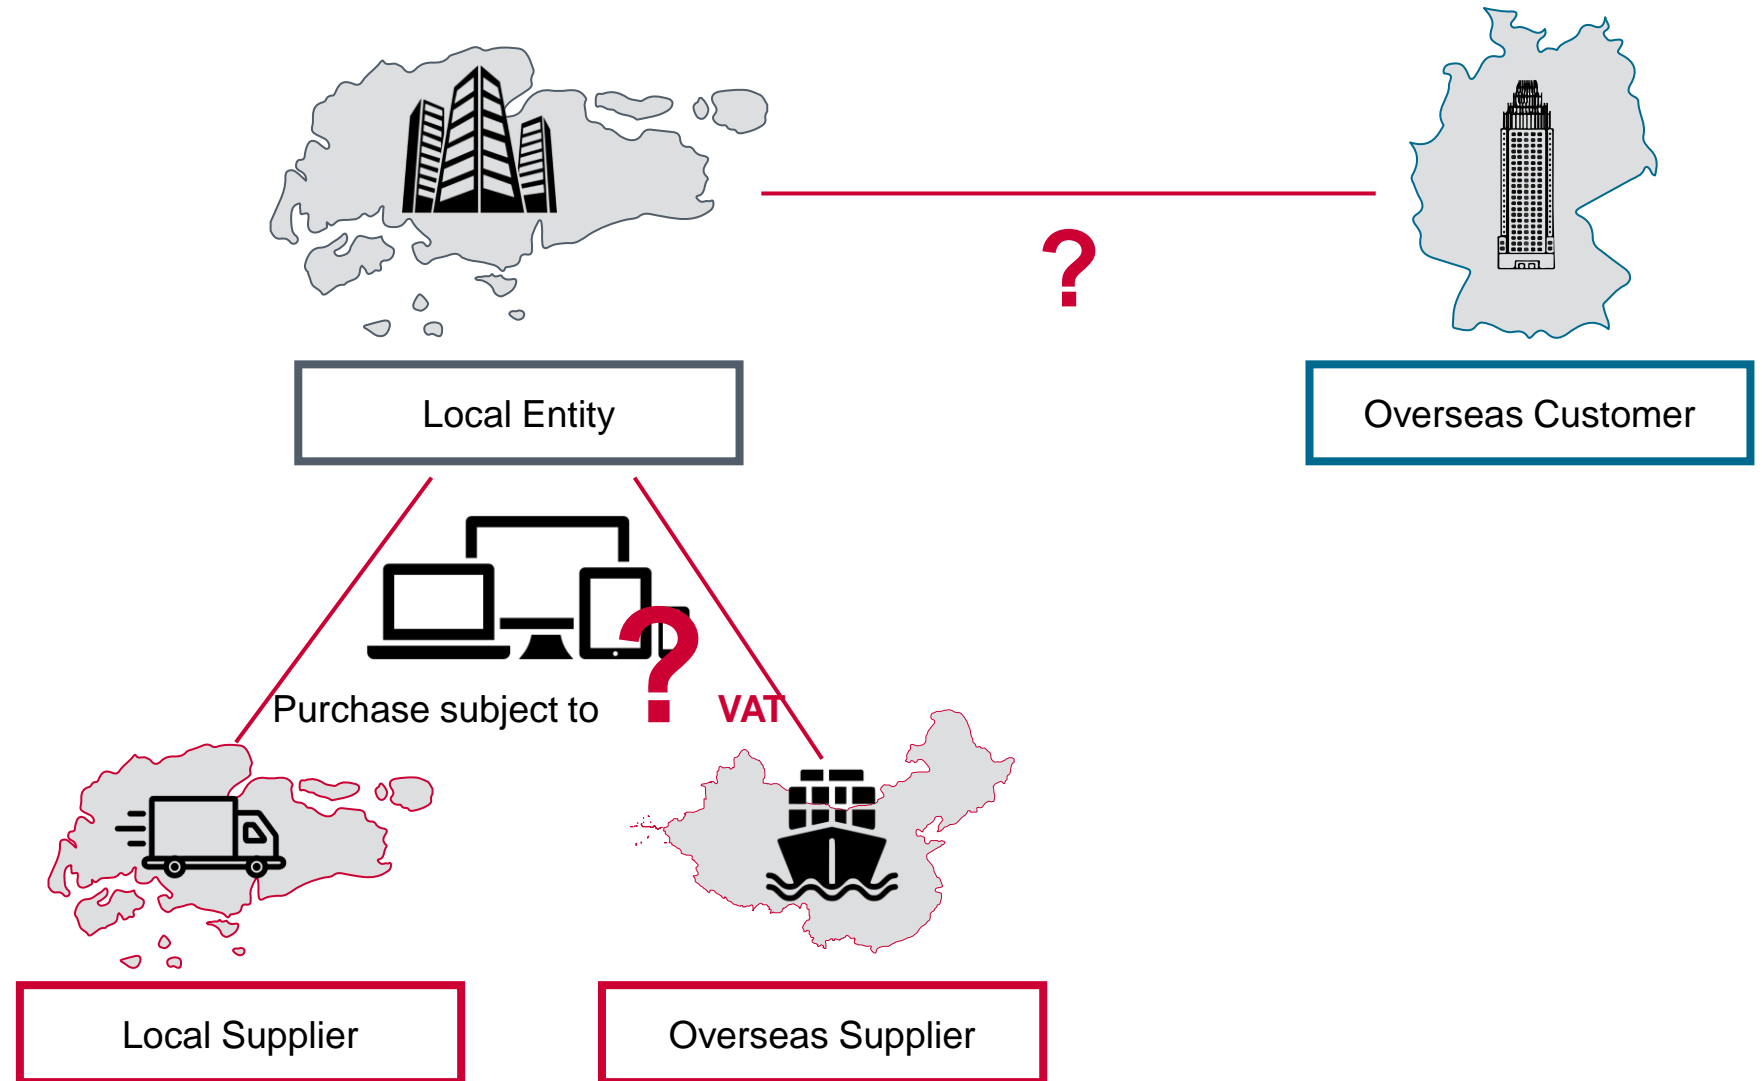 ?
Local Entity
Overseas Customer
Purchase subject to ? VAT
Local Supplier
Overseas Supplier